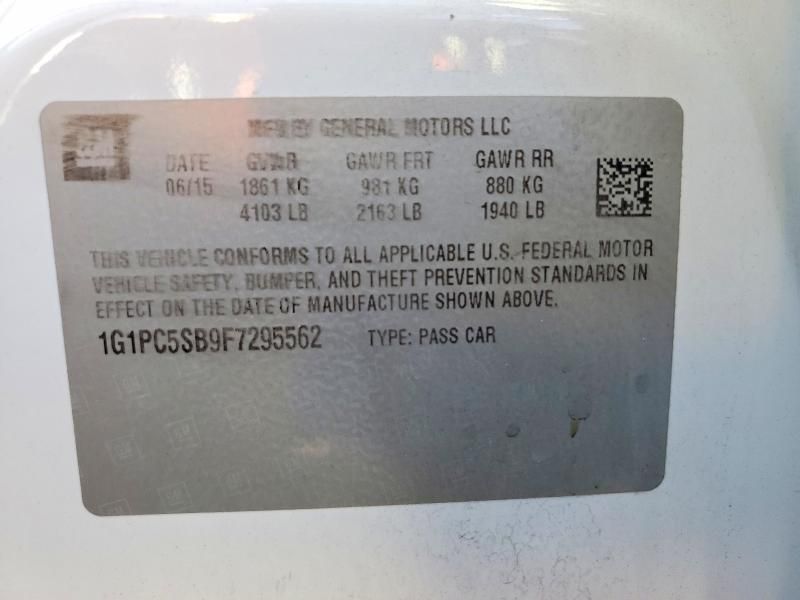 MFD BY GENERAL MOTORS LLC
DATE GVWR GAWR FRT GAWR RR
06/15 1861 KG 981 KG 880 KG
4103 LB 2163 LB 1940 LB
THIS VEHICLE CONFORMS TO ALL APPLICABLE U.S. FEDERAL MOTOR
VEHICLE SAFETY, BUMPER, AND THEFT PREVENTION STANDARDS IN
EFFECT ON THE DATE OF MANUFACTURE SHOWN ABOVE.
1G1PC5SB9F7295562 TYPE: PASS CAR